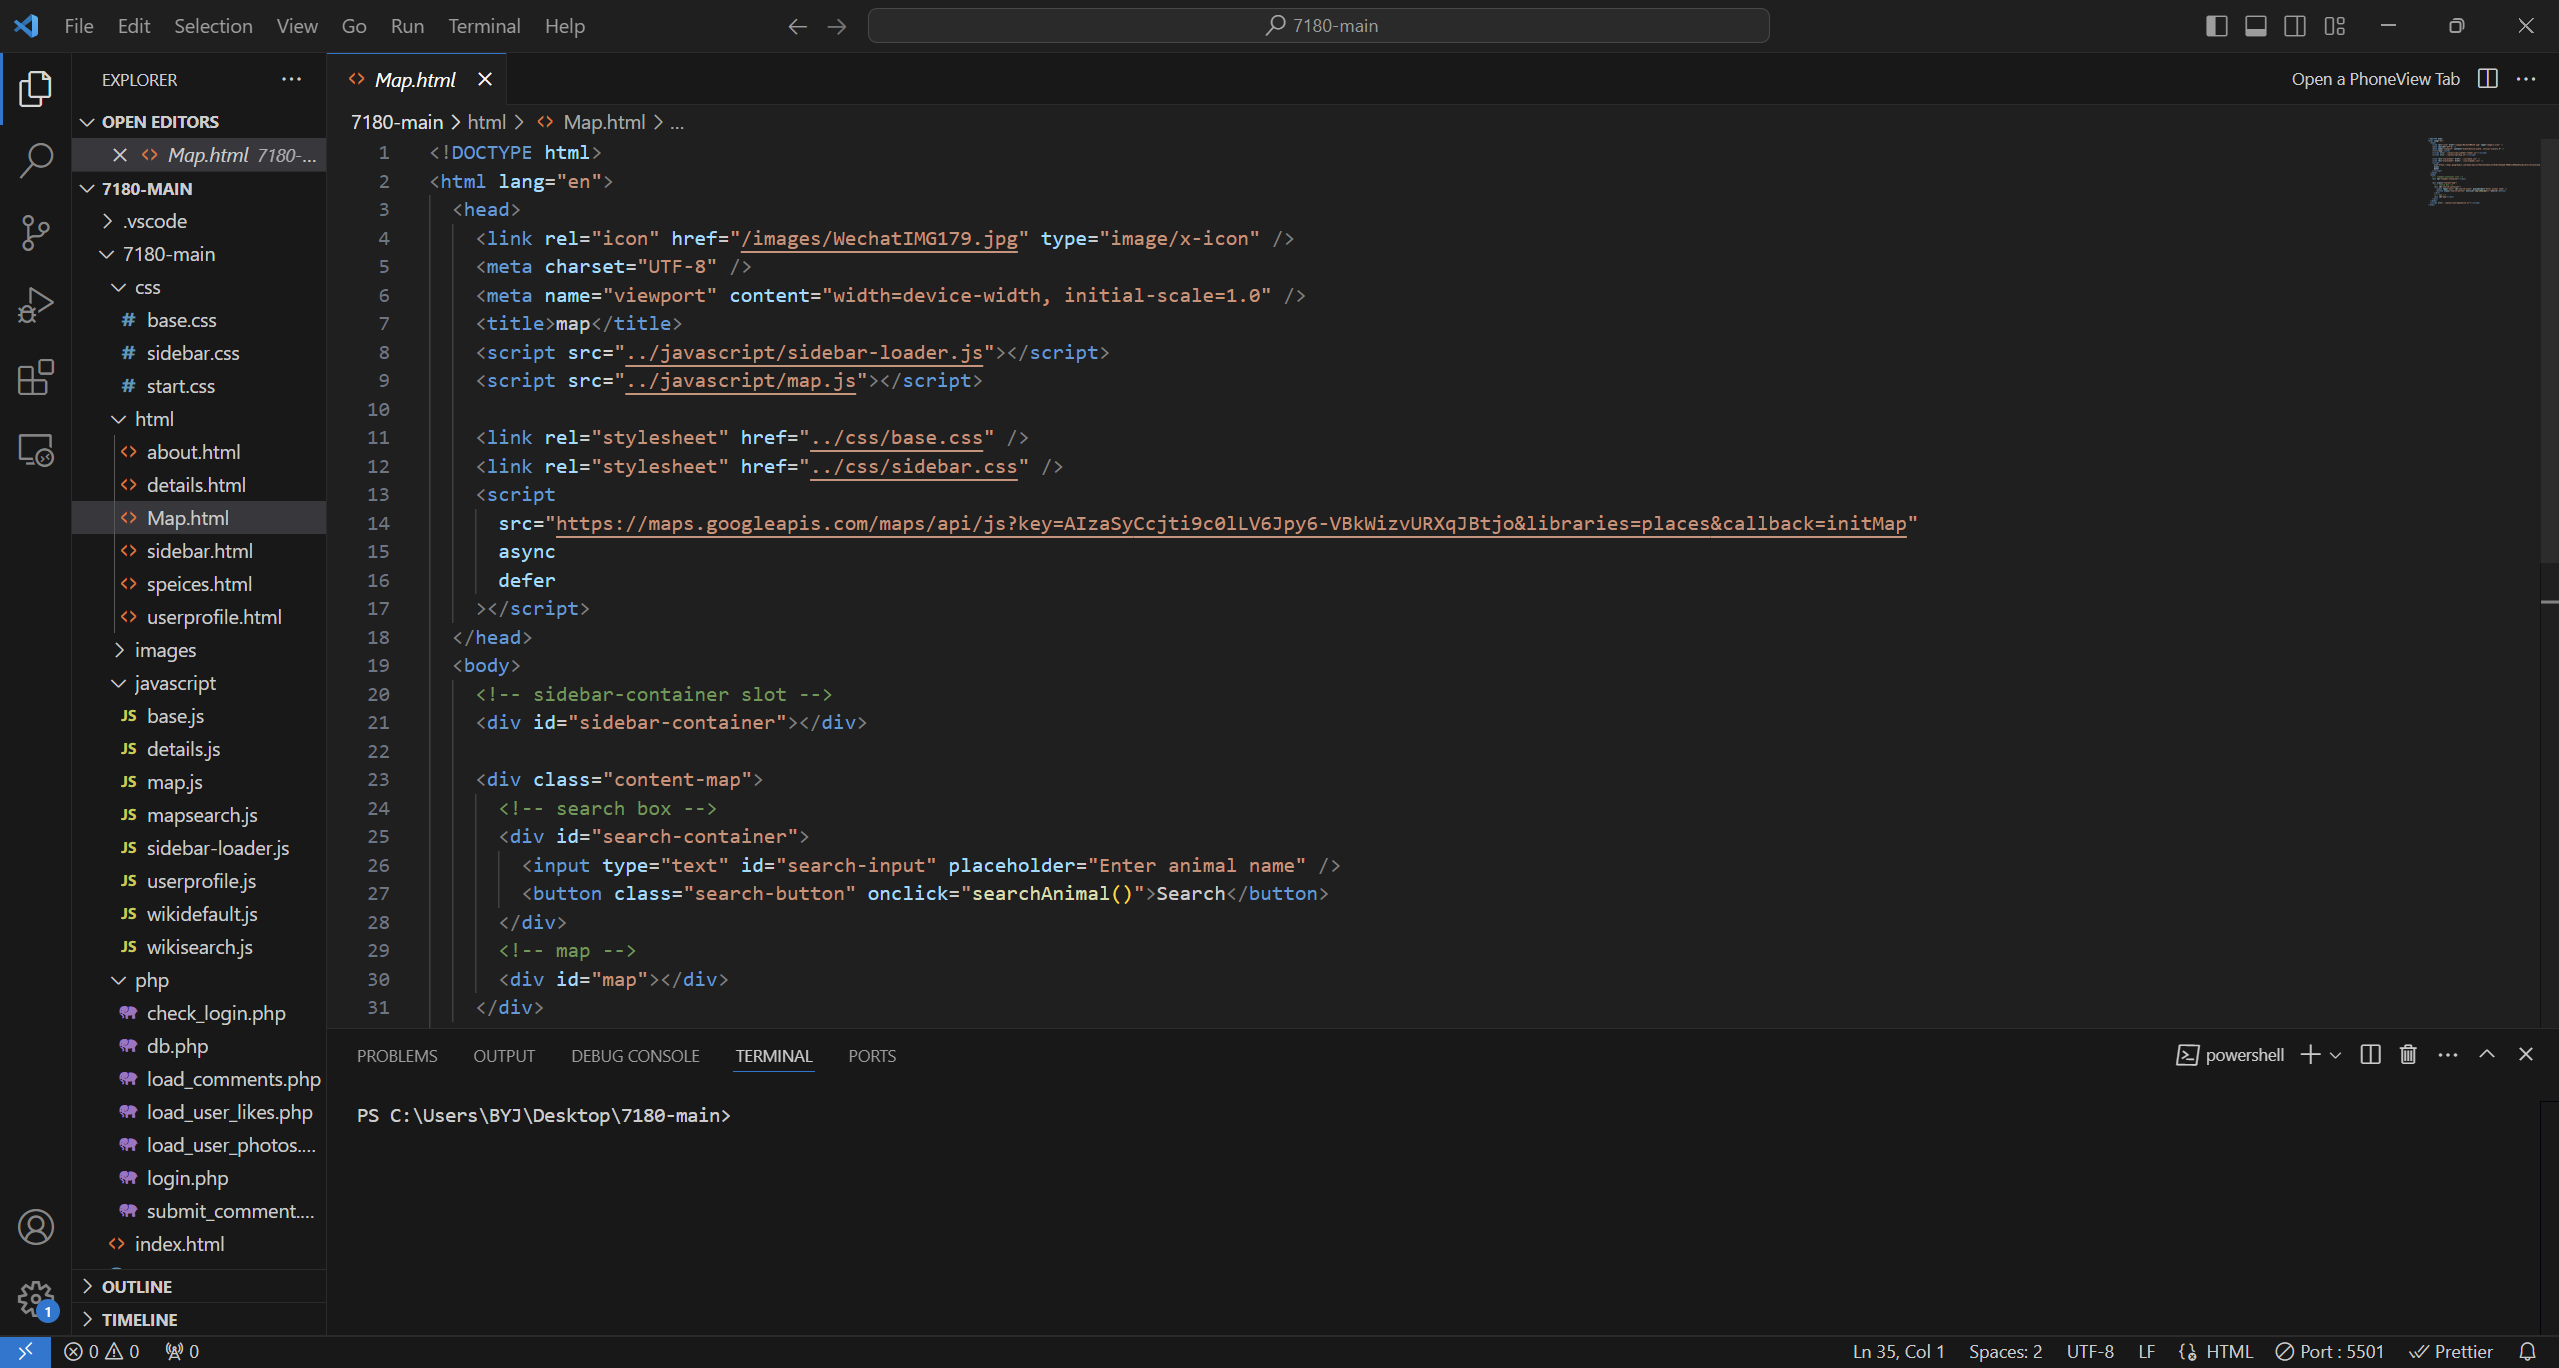 File Edit Selection View Go Run Terminal Help
7180-main
EXPLORER
OPEN EDITORS
Map.html 7180-...
7180-MAIN
.vscode
7180-main
css
base.css
sidebar.css
start.css
html
about.html
details.html
Map.html
sidebar.html
speices.html
userprofile.html
images
javascript
base.js
details.js
map.js
mapsearch.js
sidebar-loader.js
userprofile.js
wikidefault.js
wikisearch.js
php
check_login.php
db.php
load_comments.php
load_user_likes.php
load_user_photos....
login.php
submit_comment....
index.html
OUTLINE
TIMELINE
Map.html
Open a PhoneView Tab
7180-main > html > Map.html > ...
1 <!DOCTYPE html>
2 <html lang="en">
3 <head>
4 <link rel="icon" href="/images/WechatIMG179.jpg" type="image/x-icon" />
5 <meta charset="UTF-8" />
6 <meta name="viewport" content="width=device-width, initial-scale=1.0" />
7 <title>map</title>
8 <script src="../javascript/sidebar-loader.js"></script>
9 <script src="../javascript/map.js"></script>
10
11 <link rel="stylesheet" href="../css/base.css" />
12 <link rel="stylesheet" href="../css/sidebar.css" />
13 <script
14 src="https://maps.googleapis.com/maps/api/js?key=AIzaSyCcjti9c0lLV6Jpy6-VBkWizvURXqJBtjo&libraries=places&callback=initMap"
15 async
16 defer
17 ></script>
18 </head>
19 <body>
20 <!-- sidebar-container slot -->
21 <div id="sidebar-container"></div>
22
23 <div class="content-map">
24 <!-- search box -->
25 <div id="search-container">
26 <input type="text" id="search-input" placeholder="Enter animal name" />
27 <button class="search-button" onclick="searchAnimal()">Search</button>
28 </div>
29 <!-- map -->
30 <div id="map"></div>
31 </div>
PROBLEMS OUTPUT DEBUG CONSOLE TERMINAL PORTS
powershell
PS C:\Users\BYJ\Desktop\7180-main>
1
0 0 0
Ln 35, Col 1 Spaces: 2 UTF-8 LF HTML Port : 5501 Prettier